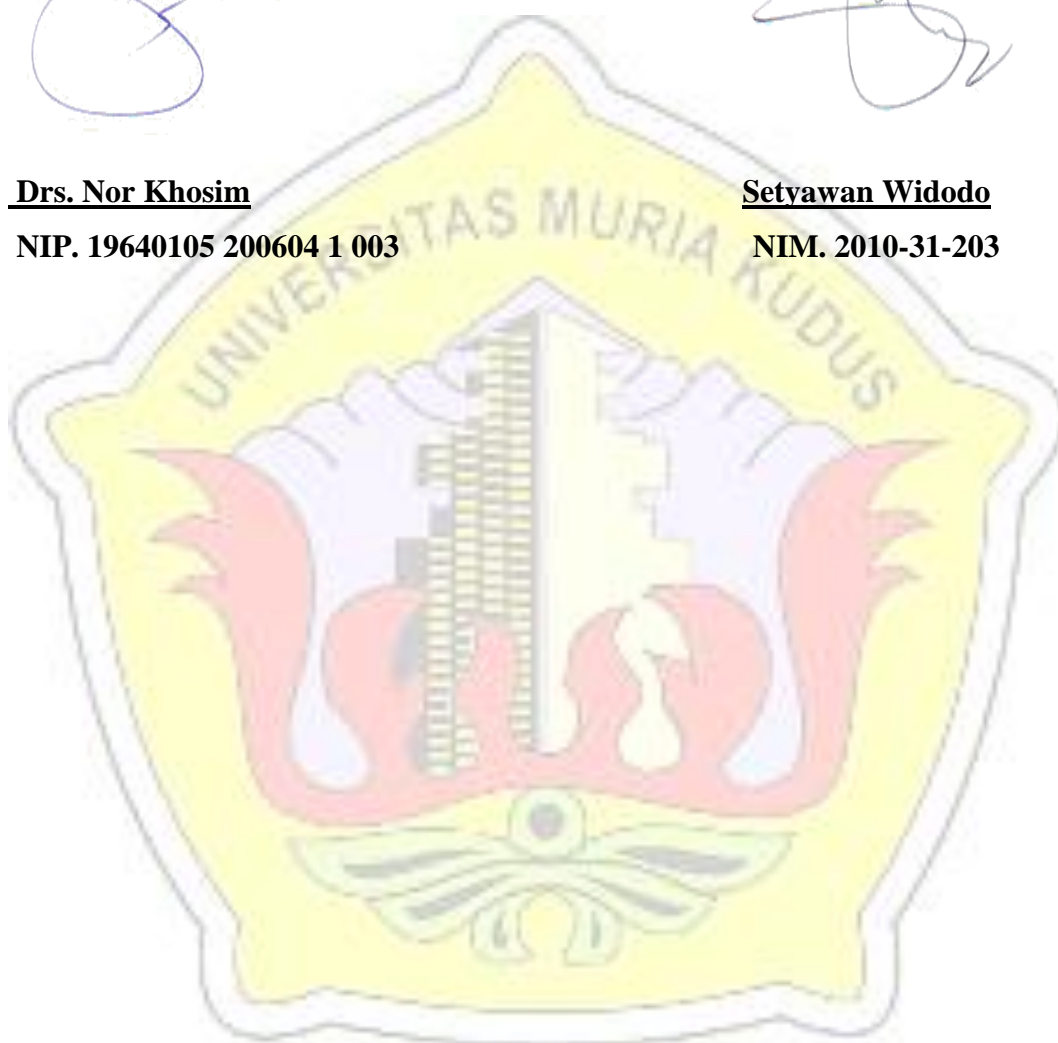 Drs. Nor Khosim Setyawan Widodo
NIP. 19640105 200604 1 003 NIM. 2010-31-203
UNIVERSITAS MURIA KUDUS